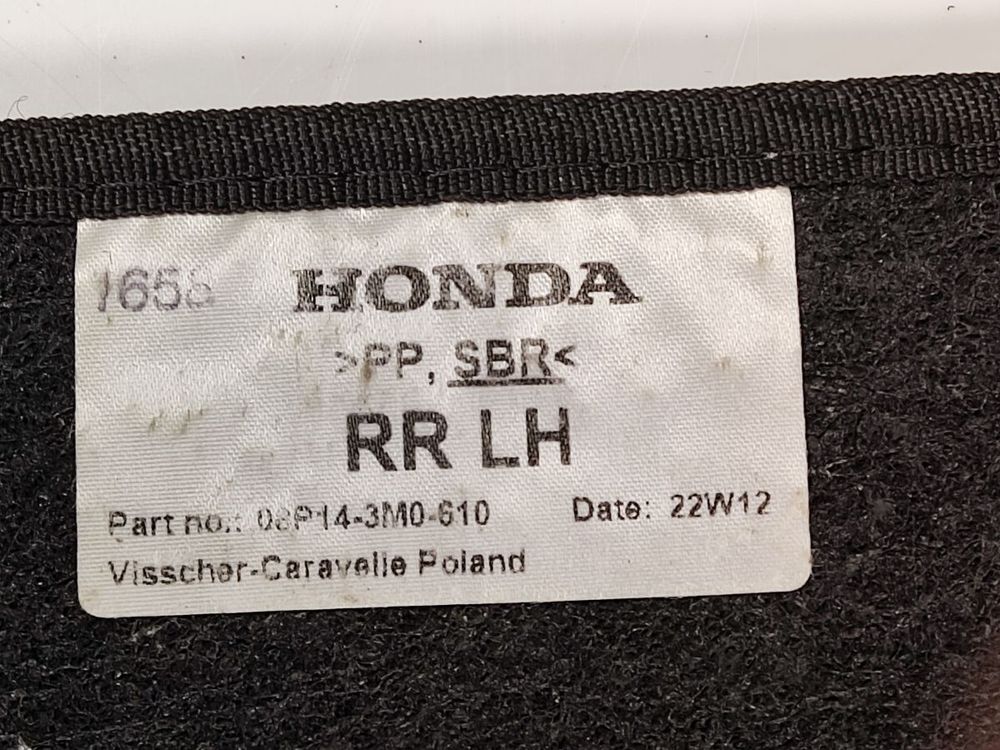 HONDA
>PP, SBR<
RR LH
Part no.: 08P14-3M0-610 Date: 22W12
Visscher-Caravelle Poland